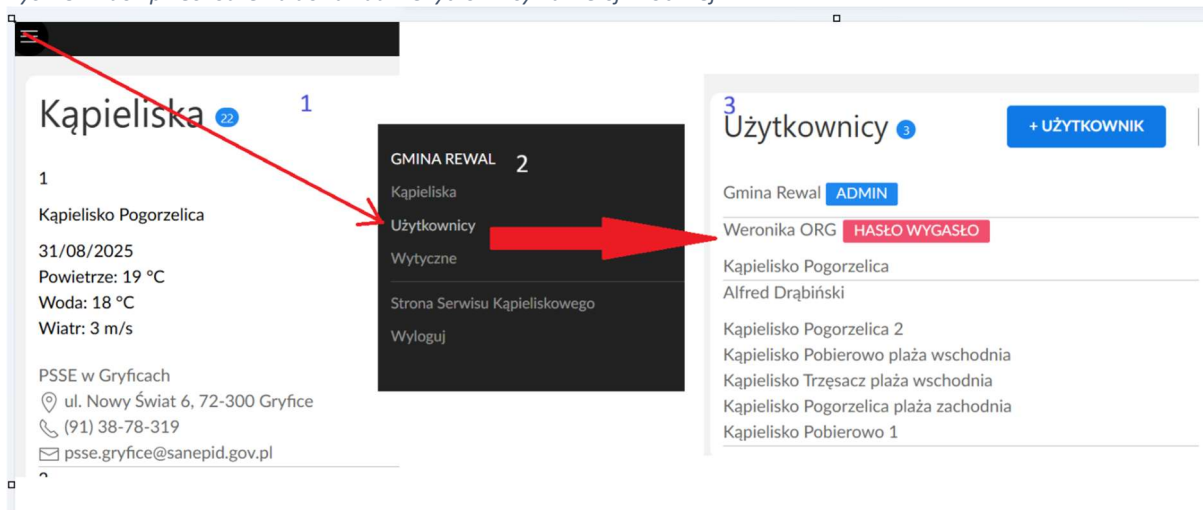 Kąpieliska 22
1
1
Kąpielisko Pogorzelica
31/08/2025
Powietrze: 19 °C
Woda: 18 °C
Wiatr: 3 m/s
PSSE w Gryficach
ul. Nowy Świat 6, 72-300 Gryfice
(91) 38-78-319
psse.gryfice@sanepid.gov.pl
GMINA REWAL
2
Kąpieliska
Użytkownicy
Wytyczne
Strona Serwisu Kąpieliskowego
Wyloguj
3
Użytkownicy 3
+ UŻYTKOWNIK
Gmina Rewal ADMIN
Weronika ORG HASŁO WYGASŁO
Kąpielisko Pogorzelica
Alfred Drąbiński
Kąpielisko Pogorzelica 2
Kąpielisko Pobierowo plaża wschodnia
Kąpielisko Trzęsacz plaża wschodnia
Kąpielisko Pogorzelica plaża zachodnia
Kąpielisko Pobierowo 1